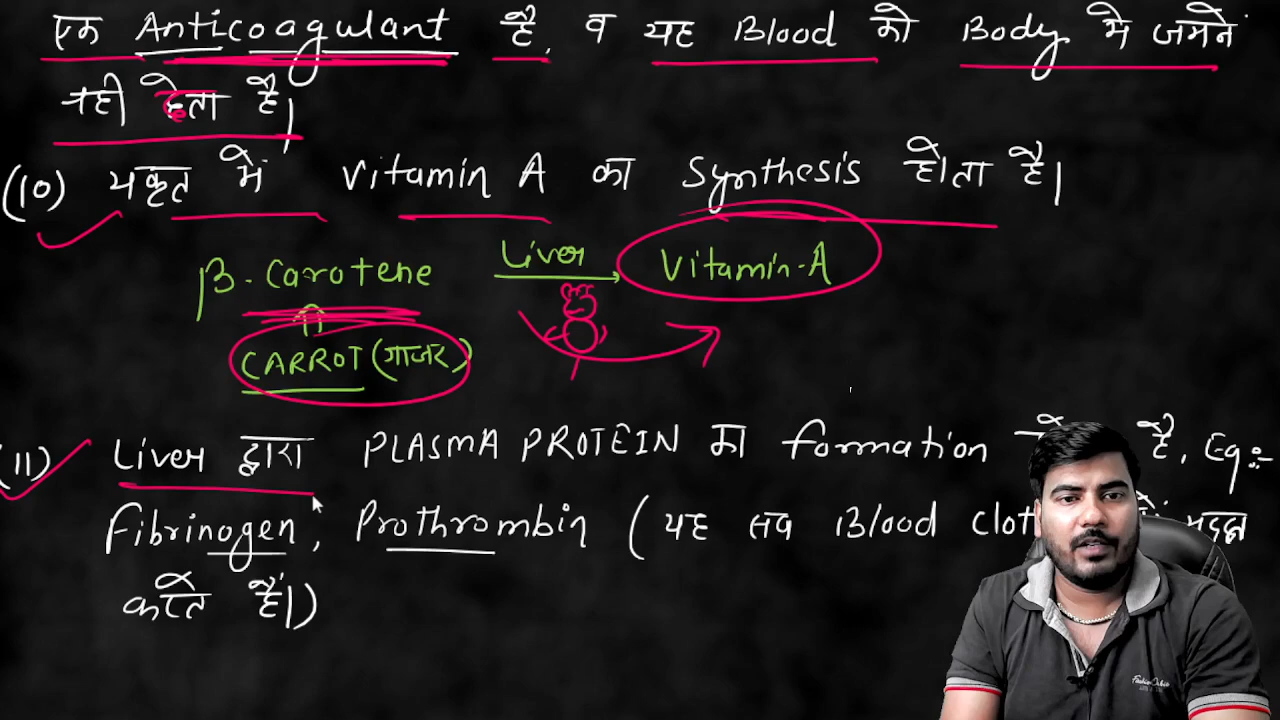 एक Anticoagulant है, व यह Blood को Body मे जमने
नही देता है।
(10) यकृत में Vitamin A का Synthesis होता है।
β-Carotene Liver Vitamin-A
CARROT (गाजर)
(11) Liver द्वारा PLASMA PROTEIN का formation है, Eg:-
Fibrinogen, Prothrombin (यह सब Blood Clot मदद
करते हैं।)